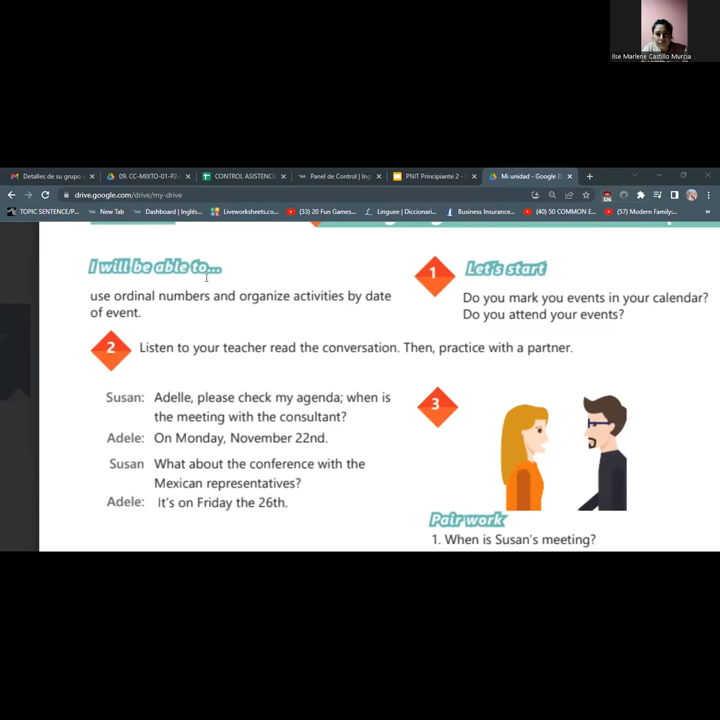 Ilse Marlene Castillo Murcia
Detalles de su grupo
09. CC-MIXTO-01-P2-
CONTROL ASISTENC
Panel de Control | Ing
PNIT Principiante 2 -
Mi unidad - Google D
drive.google.com/drive/my-drive
TOPIC SENTENCE/P...
New Tab
Dashboard | Inglés...
Liveworksheets.co...
(33) 20 Fun Games...
Linguee | Diccionari...
Business Insurance...
(40) 50 COMMON E...
(57) Modern Family:...
I will be able to...
use ordinal numbers and organize activities by date
of event.
1
Let's start
Do you mark you events in your calendar?
Do you attend your events?
2
Listen to your teacher read the conversation. Then, practice with a partner.
Susan: Adelle, please check my agenda; when is
the meeting with the consultant?
Adele: On Monday, November 22nd.
Susan What about the conference with the
Mexican representatives?
Adele: It's on Friday the 26th.
3
Pair work
1. When is Susan's meeting?